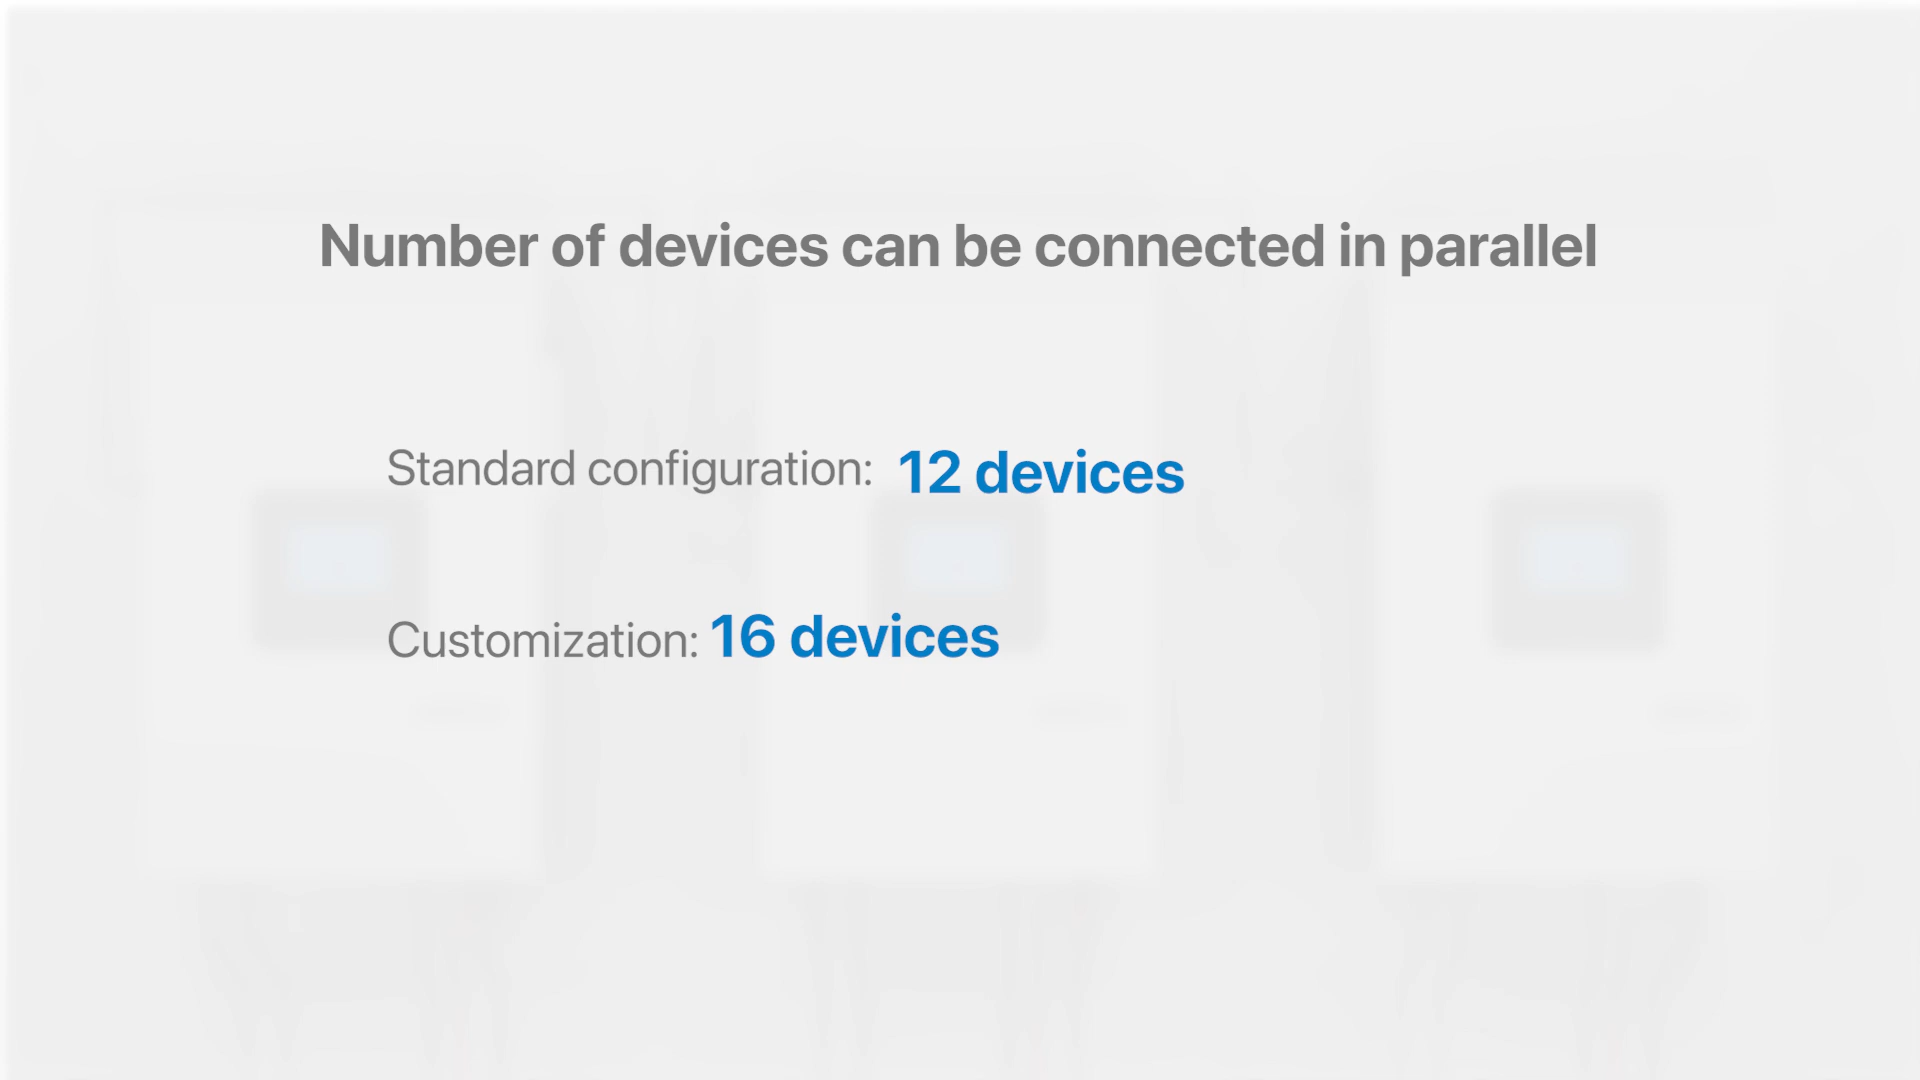 Number of devices can be connected in parallel
Standard configuration: 12 devices
Customization: 16 devices